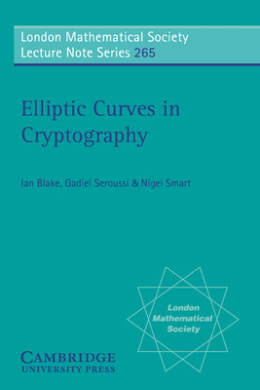 London Mathematical Society
Lecture Note Series 265
Elliptic Curves in
Cryptography
Ian Blake, Gadiel Seroussi & Nigel Smart
London
Mathematical
Society
CAMBRIDGE
UNIVERSITY PRESS